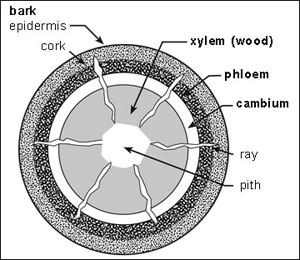 bark
epidermis
cork
xylem (wood)
phloem
cambium
ray
pith